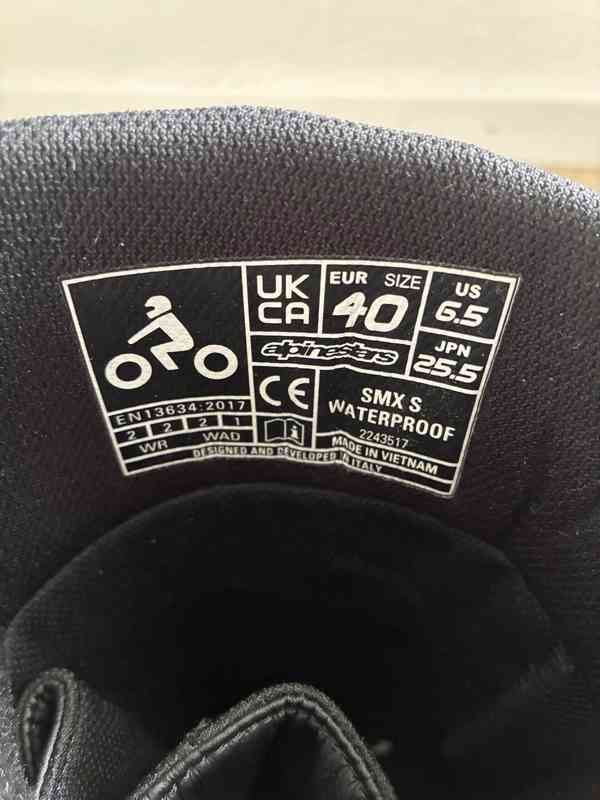 UK
CA
EUR SIZE
40
US
6.5
alpinestars
JPN
25.5
CE
SMX S
WATERPROOF
2243517
EN13634:2017
2 2 2 1
WR WAD
i
MADE IN VIETNAM
DESIGNED AND DEVELOPED IN ITALY